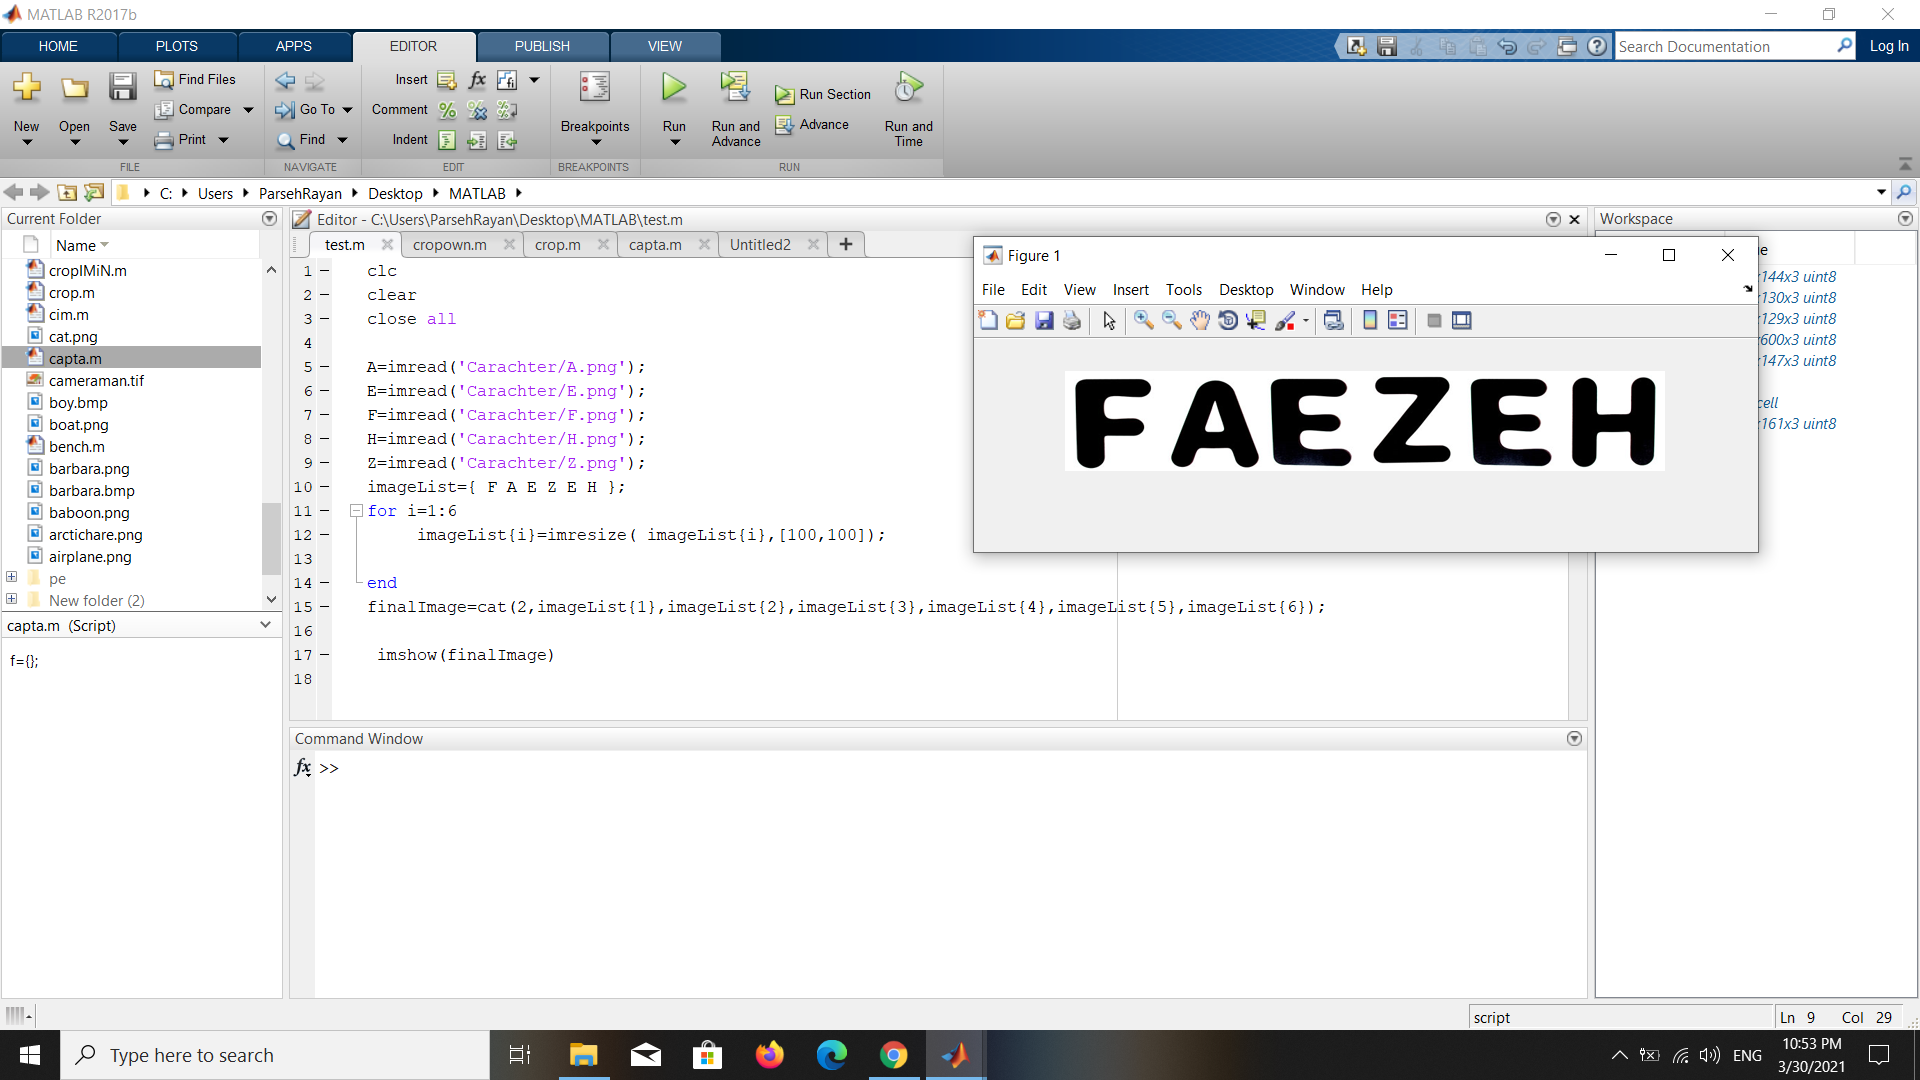 MATLAB R2017b
HOME PLOTS APPS EDITOR PUBLISH VIEW
Search Documentation
Log In
New Open Save
Find Files
Compare
Print
FILE
Go To
Find
NAVIGATE
Insert
Comment
Indent
EDIT
Breakpoints
BREAKPOINTS
Run
Run and Advance
Run Section
Advance
Run and Time
RUN
C: Users ParsehRayan Desktop MATLAB
Current Folder
Name
cropIMiN.m
crop.m
cim.m
cat.png
capta.m
cameraman.tif
boy.bmp
boat.png
bench.m
barbara.png
barbara.bmp
baboon.png
arctichare.png
airplane.png
pe
New folder (2)
capta.m (Script)
f={};
Editor - C:\Users\ParsehRayan\Desktop\MATLAB\test.m
test.m cropown.m crop.m capta.m Untitled2 +
1 clc
2 clear
3 close all
4
5 A=imread('Carachter/A.png');
6 E=imread('Carachter/E.png');
7 F=imread('Carachter/F.png');
8 H=imread('Carachter/H.png');
9 Z=imread('Carachter/Z.png');
10 imageList={ F A E Z E H };
11 for i=1:6
12 imageList{i}=imresize( imageList{i},[100,100]);
13
14 end
15 finalImage=cat(2,imageList{1},imageList{2},imageList{3},imageList{4},imageList{5},imageList{6});
16
17 imshow(finalImage)
18
Command Window
fx >>
Figure 1
File Edit View Insert Tools Desktop Window Help
FAEZEH
Workspace
144x3 uint8
130x3 uint8
129x3 uint8
600x3 uint8
147x3 uint8
cell
161x3 uint8
script
Ln 9 Col 29
Type here to search
ENG
10:53 PM
3/30/2021